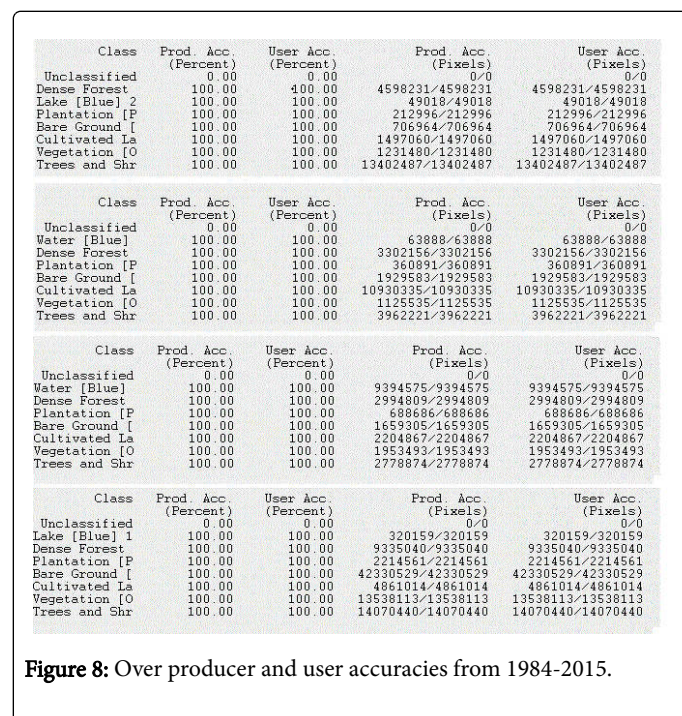 Class Prod. Acc. User Acc. Prod. Acc. User Acc.
(Percent) (Percent) (Pixels) (Pixels)
Unclassified 0.00 0.00 0/0 0/0
Dense Forest 100.00 100.00 4598231/4598231 4598231/4598231
Lake [Blue] 2 100.00 100.00 49018/49018 49018/49018
Plantation [P 100.00 100.00 212996/212996 212996/212996
Bare Ground [ 100.00 100.00 706964/706964 706964/706964
Cultivated La 100.00 100.00 1497060/1497060 1497060/1497060
Vegetation [O 100.00 100.00 1231480/1231480 1231480/1231480
Trees and Shr 100.00 100.00 13402487/13402487 13402487/13402487
Class Prod. Acc. User Acc. Prod. Acc. User Acc.
(Percent) (Percent) (Pixels) (Pixels)
Unclassified 0.00 0.00 0/0 0/0
Water [Blue] 100.00 100.00 63888/63888 63888/63888
Dense Forest 100.00 100.00 3302156/3302156 3302156/3302156
Plantation [P 100.00 100.00 360891/360891 360891/360891
Bare Ground [ 100.00 100.00 1929583/1929583 1929583/1929583
Cultivated La 100.00 100.00 10930335/10930335 10930335/10930335
Vegetation [O 100.00 100.00 1125535/1125535 1125535/1125535
Trees and Shr 100.00 100.00 3962221/3962221 3962221/3962221
Class Prod. Acc. User Acc. Prod. Acc. User Acc.
(Percent) (Percent) (Pixels) (Pixels)
Unclassified 0.00 0.00 0/0 0/0
Water [Blue] 100.00 100.00 9394575/9394575 9394575/9394575
Dense Forest 100.00 100.00 2994809/2994809 2994809/2994809
Plantation [P 100.00 100.00 688686/688686 688686/688686
Bare Ground [ 100.00 100.00 1659305/1659305 1659305/1659305
Cultivated La 100.00 100.00 2204867/2204867 2204867/2204867
Vegetation [O 100.00 100.00 1953493/1953493 1953493/1953493
Trees and Shr 100.00 100.00 2778874/2778874 2778874/2778874
Class Prod. Acc. User Acc. Prod. Acc. User Acc.
(Percent) (Percent) (Pixels) (Pixels)
Unclassified 0.00 0.00 0/0 0/0
Lake [Blue] 1 100.00 100.00 320159/320159 320159/320159
Dense Forest 100.00 100.00 9335040/9335040 9335040/9335040
Plantation [P 100.00 100.00 2214561/2214561 2214561/2214561
Bare Ground [ 100.00 100.00 42330529/42330529 42330529/42330529
Cultivated La 100.00 100.00 4861014/4861014 4861014/4861014
Vegetation [O 100.00 100.00 13538113/13538113 13538113/13538113
Trees and Shr 100.00 100.00 14070440/14070440 14070440/14070440
Figure 8: Over producer and user accuracies from 1984-2015.